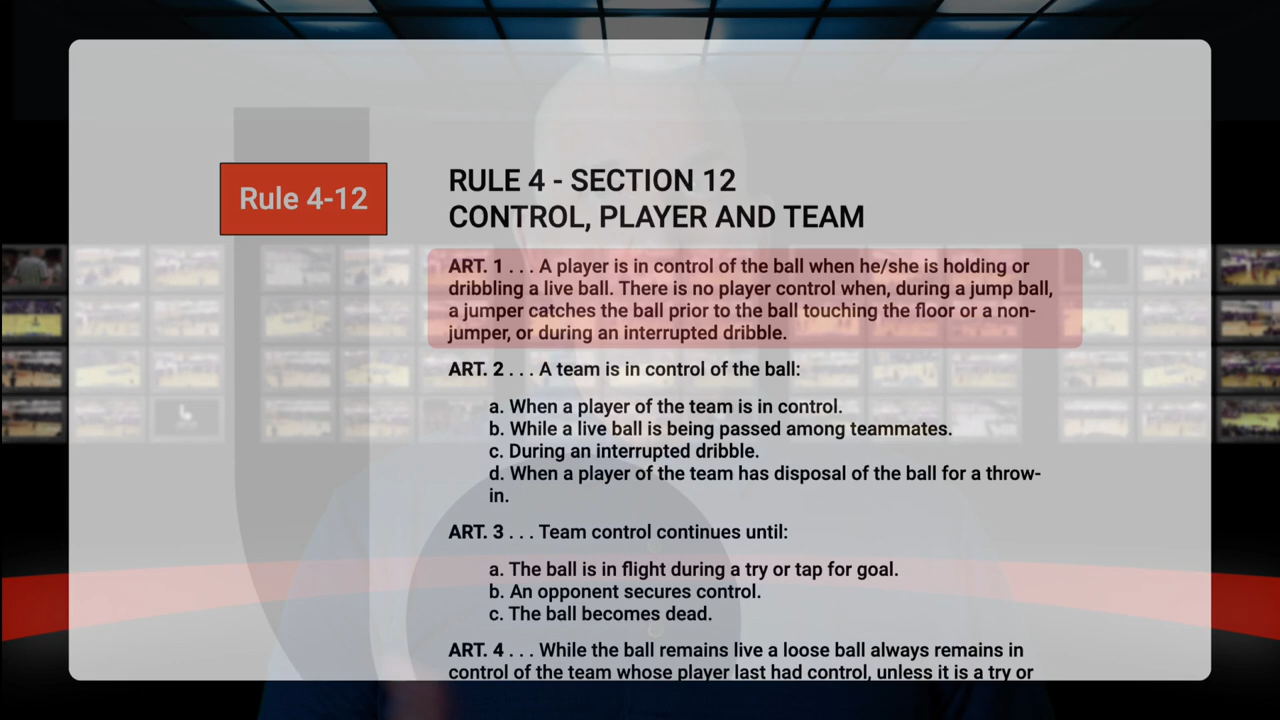 Rule 4-12
RULE 4 - SECTION 12
CONTROL, PLAYER AND TEAM
ART. 1 . . . A player is in control of the ball when he/she is holding or
dribbling a live ball. There is no player control when, during a jump ball,
a jumper catches the ball prior to the ball touching the floor or a non-
jumper, or during an interrupted dribble.
ART. 2 . . . A team is in control of the ball:
a. When a player of the team is in control.
b. While a live ball is being passed among teammates.
c. During an interrupted dribble.
d. When a player of the team has disposal of the ball for a throw-
in.
ART. 3 . . . Team control continues until:
a. The ball is in flight during a try or tap for goal.
b. An opponent secures control.
c. The ball becomes dead.
ART. 4 . . . While the ball remains live a loose ball always remains in
control of the team whose player last had control, unless it is a try or